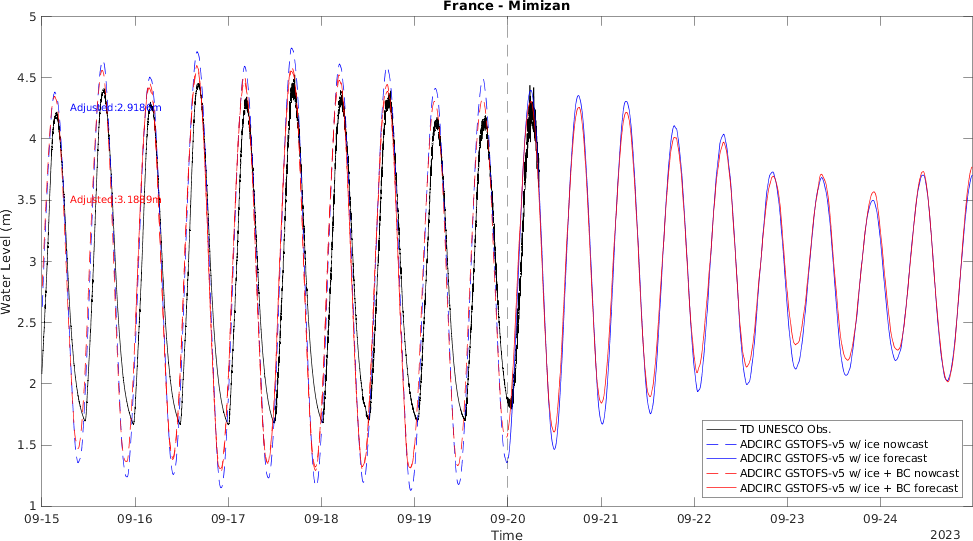 France - Mimizan
5
4.5
4
3.5
3
2.5
2
1.5
1
Water Level (m)
Adjusted:2.9186m
Adjusted:3.1889m
TD UNESCO Obs.
ADCIRC GSTOFS-v5 w/ ice nowcast
ADCIRC GSTOFS-v5 w/ ice forecast
ADCIRC GSTOFS-v5 w/ ice + BC nowcast
ADCIRC GSTOFS-v5 w/ ice + BC forecast
09-15 09-16 09-17 09-18 09-19 09-20 09-21 09-22 09-23 09-24
Time
2023